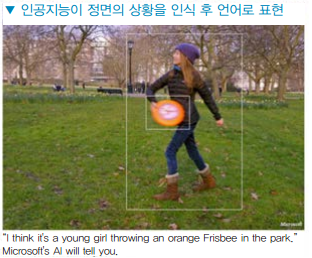 ▼ 인공지능이 정면의 상황을 인식 후 언어로 표현
Microsoft
"I think it's a young girl throwing an orange Frisbee in the park."
Microsoft's AI will tell you.